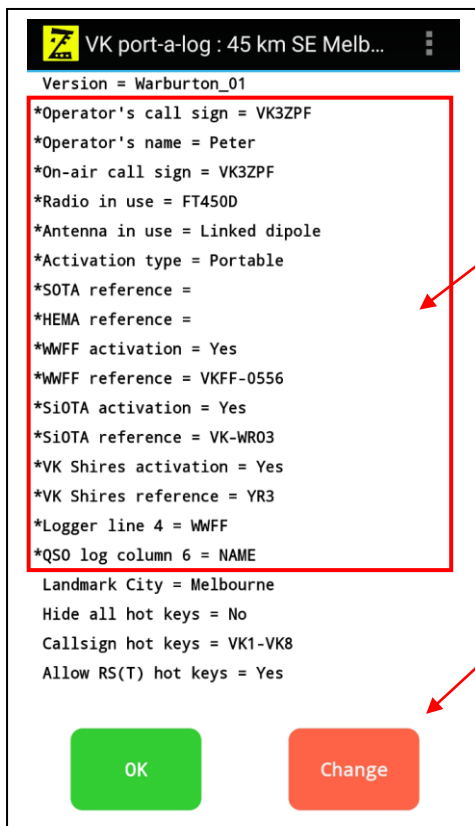 VK port-a-log : 45 km SE Melb...
Version = Warburton_01
*Operator's call sign = VK3ZPF
*Operator's name = Peter
*On-air call sign = VK3ZPF
*Radio in use = FT450D
*Antenna in use = Linked dipole
*Activation type = Portable
*SOTA reference =
*HEMA reference =
*WWFF activation = Yes
*WWFF reference = VKFF-0556
*SiOTA activation = Yes
*SiOTA reference = VK-WRO3
*VK Shires activation = Yes
*VK Shires reference = YR3
*Logger line 4 = WWFF
*QSO log column 6 = NAME
Landmark City = Melbourne
Hide all hot keys = No
Callsign hot keys = VK1-VK8
Allow RS(T) hot keys = Yes
OK
Change